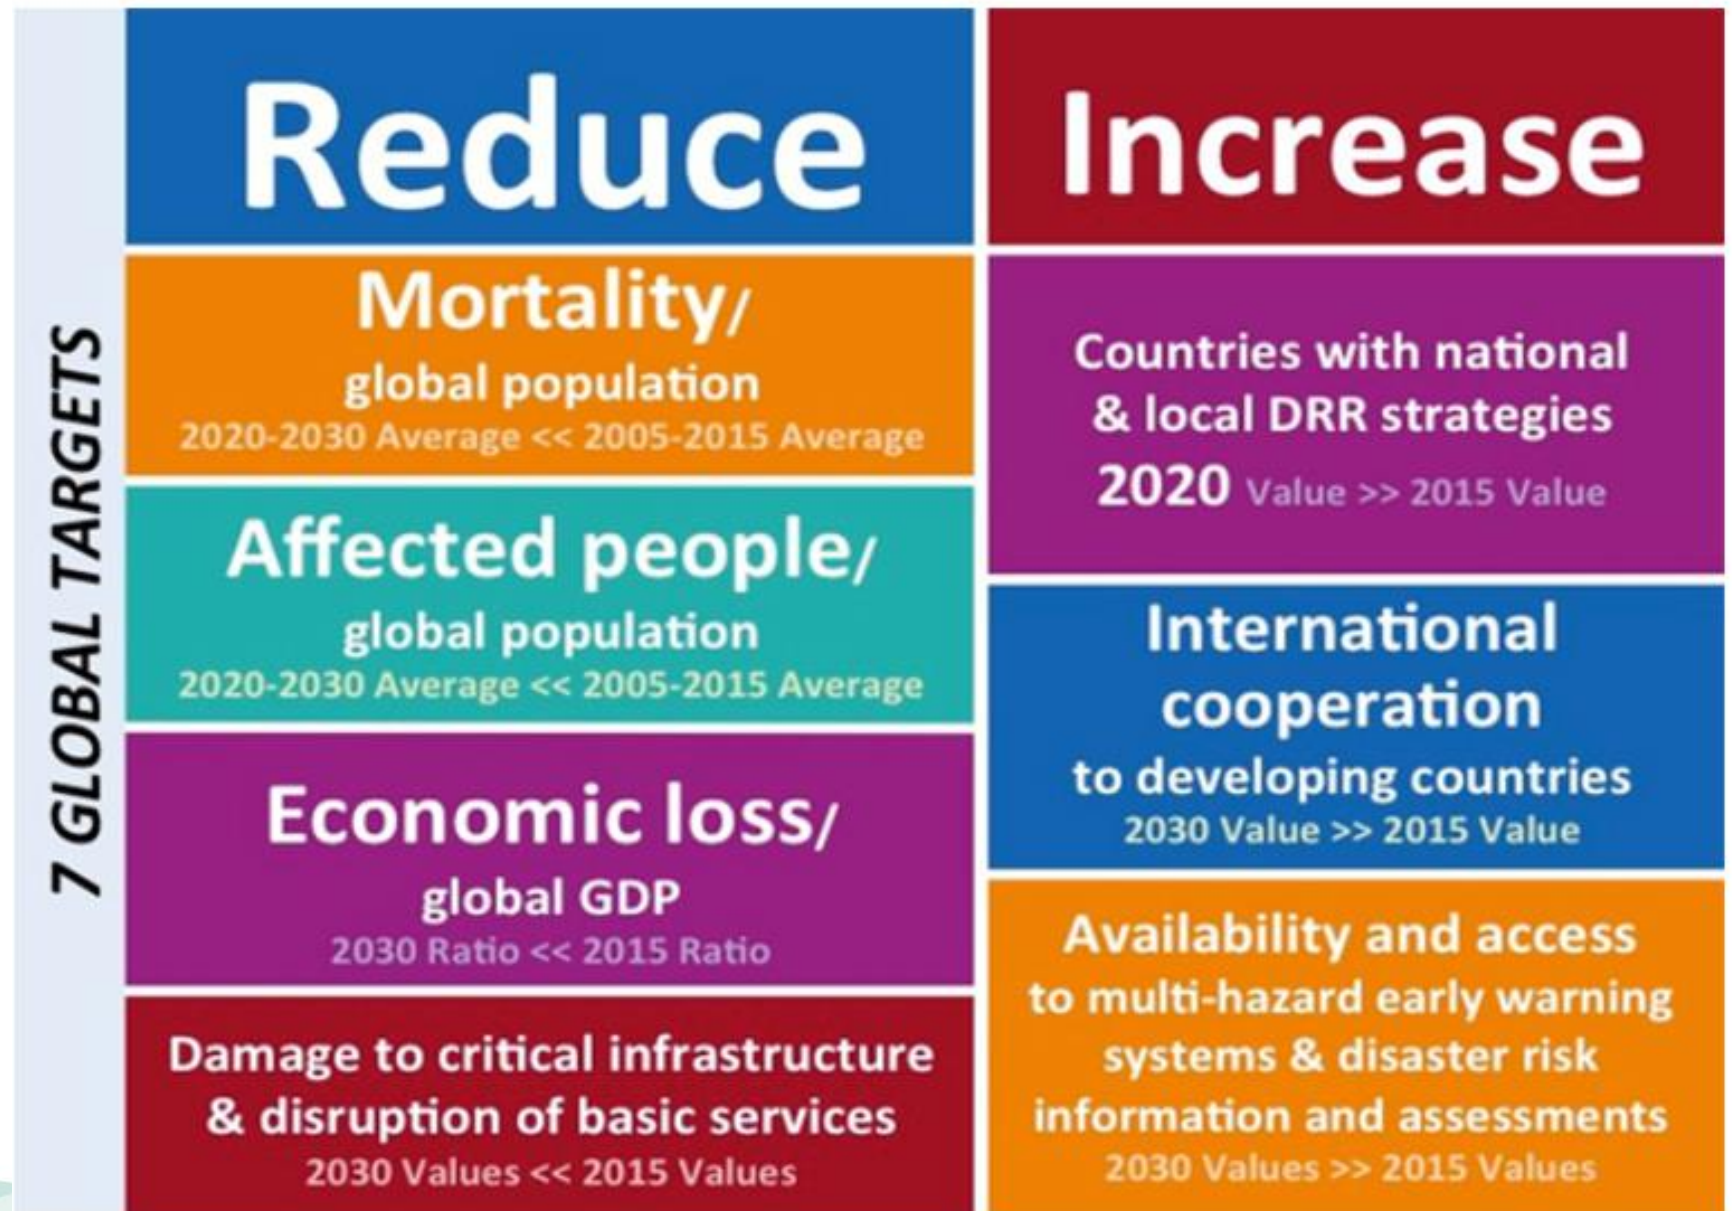 7 GLOBAL TARGETS
Reduce
Mortality/
global population
2020-2030 Average << 2005-2015 Average
Affected people/
global population
2020-2030 Average << 2005-2015 Average
Economic loss/
global GDP
2030 Ratio << 2015 Ratio
Damage to critical infrastructure
& disruption of basic services
2030 Values << 2015 Values
Increase
Countries with national
& local DRR strategies
2020 Value >> 2015 Value
International
cooperation
to developing countries
2030 Value >> 2015 Value
Availability and access
to multi-hazard early warning
systems & disaster risk
information and assessments
2030 Values >> 2015 Values